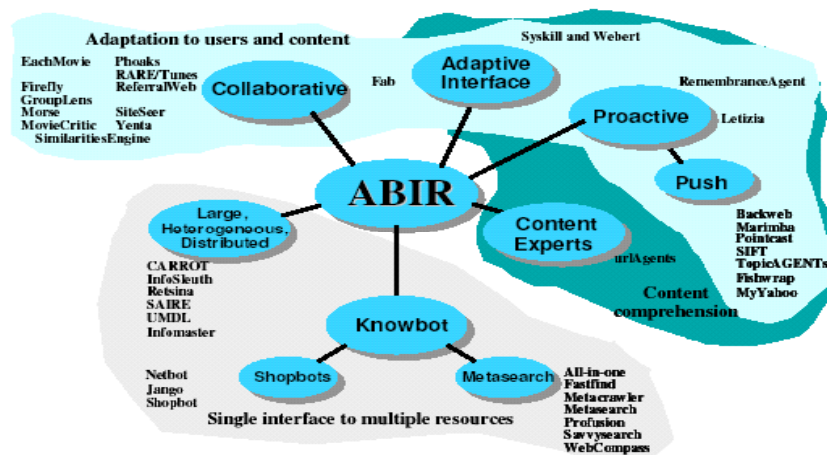 Adaptation to users and content
EachMovie Phoaks
RARE/Tunes
Firefly ReferralWeb
GroupLens
Morse SiteSeer
MovieCritic Yenta
SimilaritiesEngine
Collaborative
Fab
Adaptive
Interface
Syskill and Webert
RemembranceAgent
Proactive
Letizia
Push
ABIR
Large,
Heterogeneous,
Distributed
Content
Experts
urlAgents
Backweb
Marimba
Pointcast
SIFT
TopicAGENTs
Fishwrap
MyYahoo
Content
comprehension
CARROT
InfoSleuth
Retsina
SAIRE
UMDL
Infomaster
Knowbot
Netbot
Jango
Shopbot
Shopbots
Metasearch
All-in-one
Fastfind
Metacrawler
Metasearch
Profusion
Savvysearch
WebCompass
Single interface to multiple resources